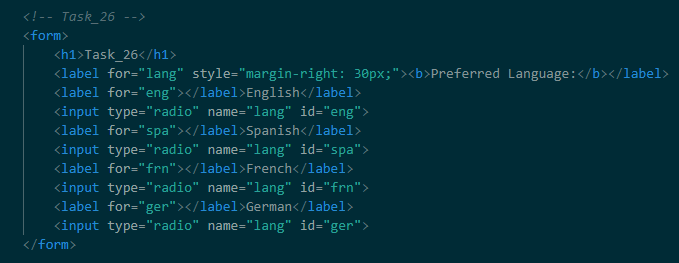 <!-- Task_26 -->
<form>
<h1>Task_26</h1>
<label for="lang" style="margin-right: 30px;"><b>Preferred Language:</b></label>
<label for="eng"></label>English</label>
<input type="radio" name="lang" id="eng">
<label for="spa"></label>Spanish</label>
<input type="radio" name="lang" id="spa">
<label for="frn"></label>French</label>
<input type="radio" name="lang" id="frn">
<label for="ger"></label>German</label>
<input type="radio" name="lang" id="ger">
</form>